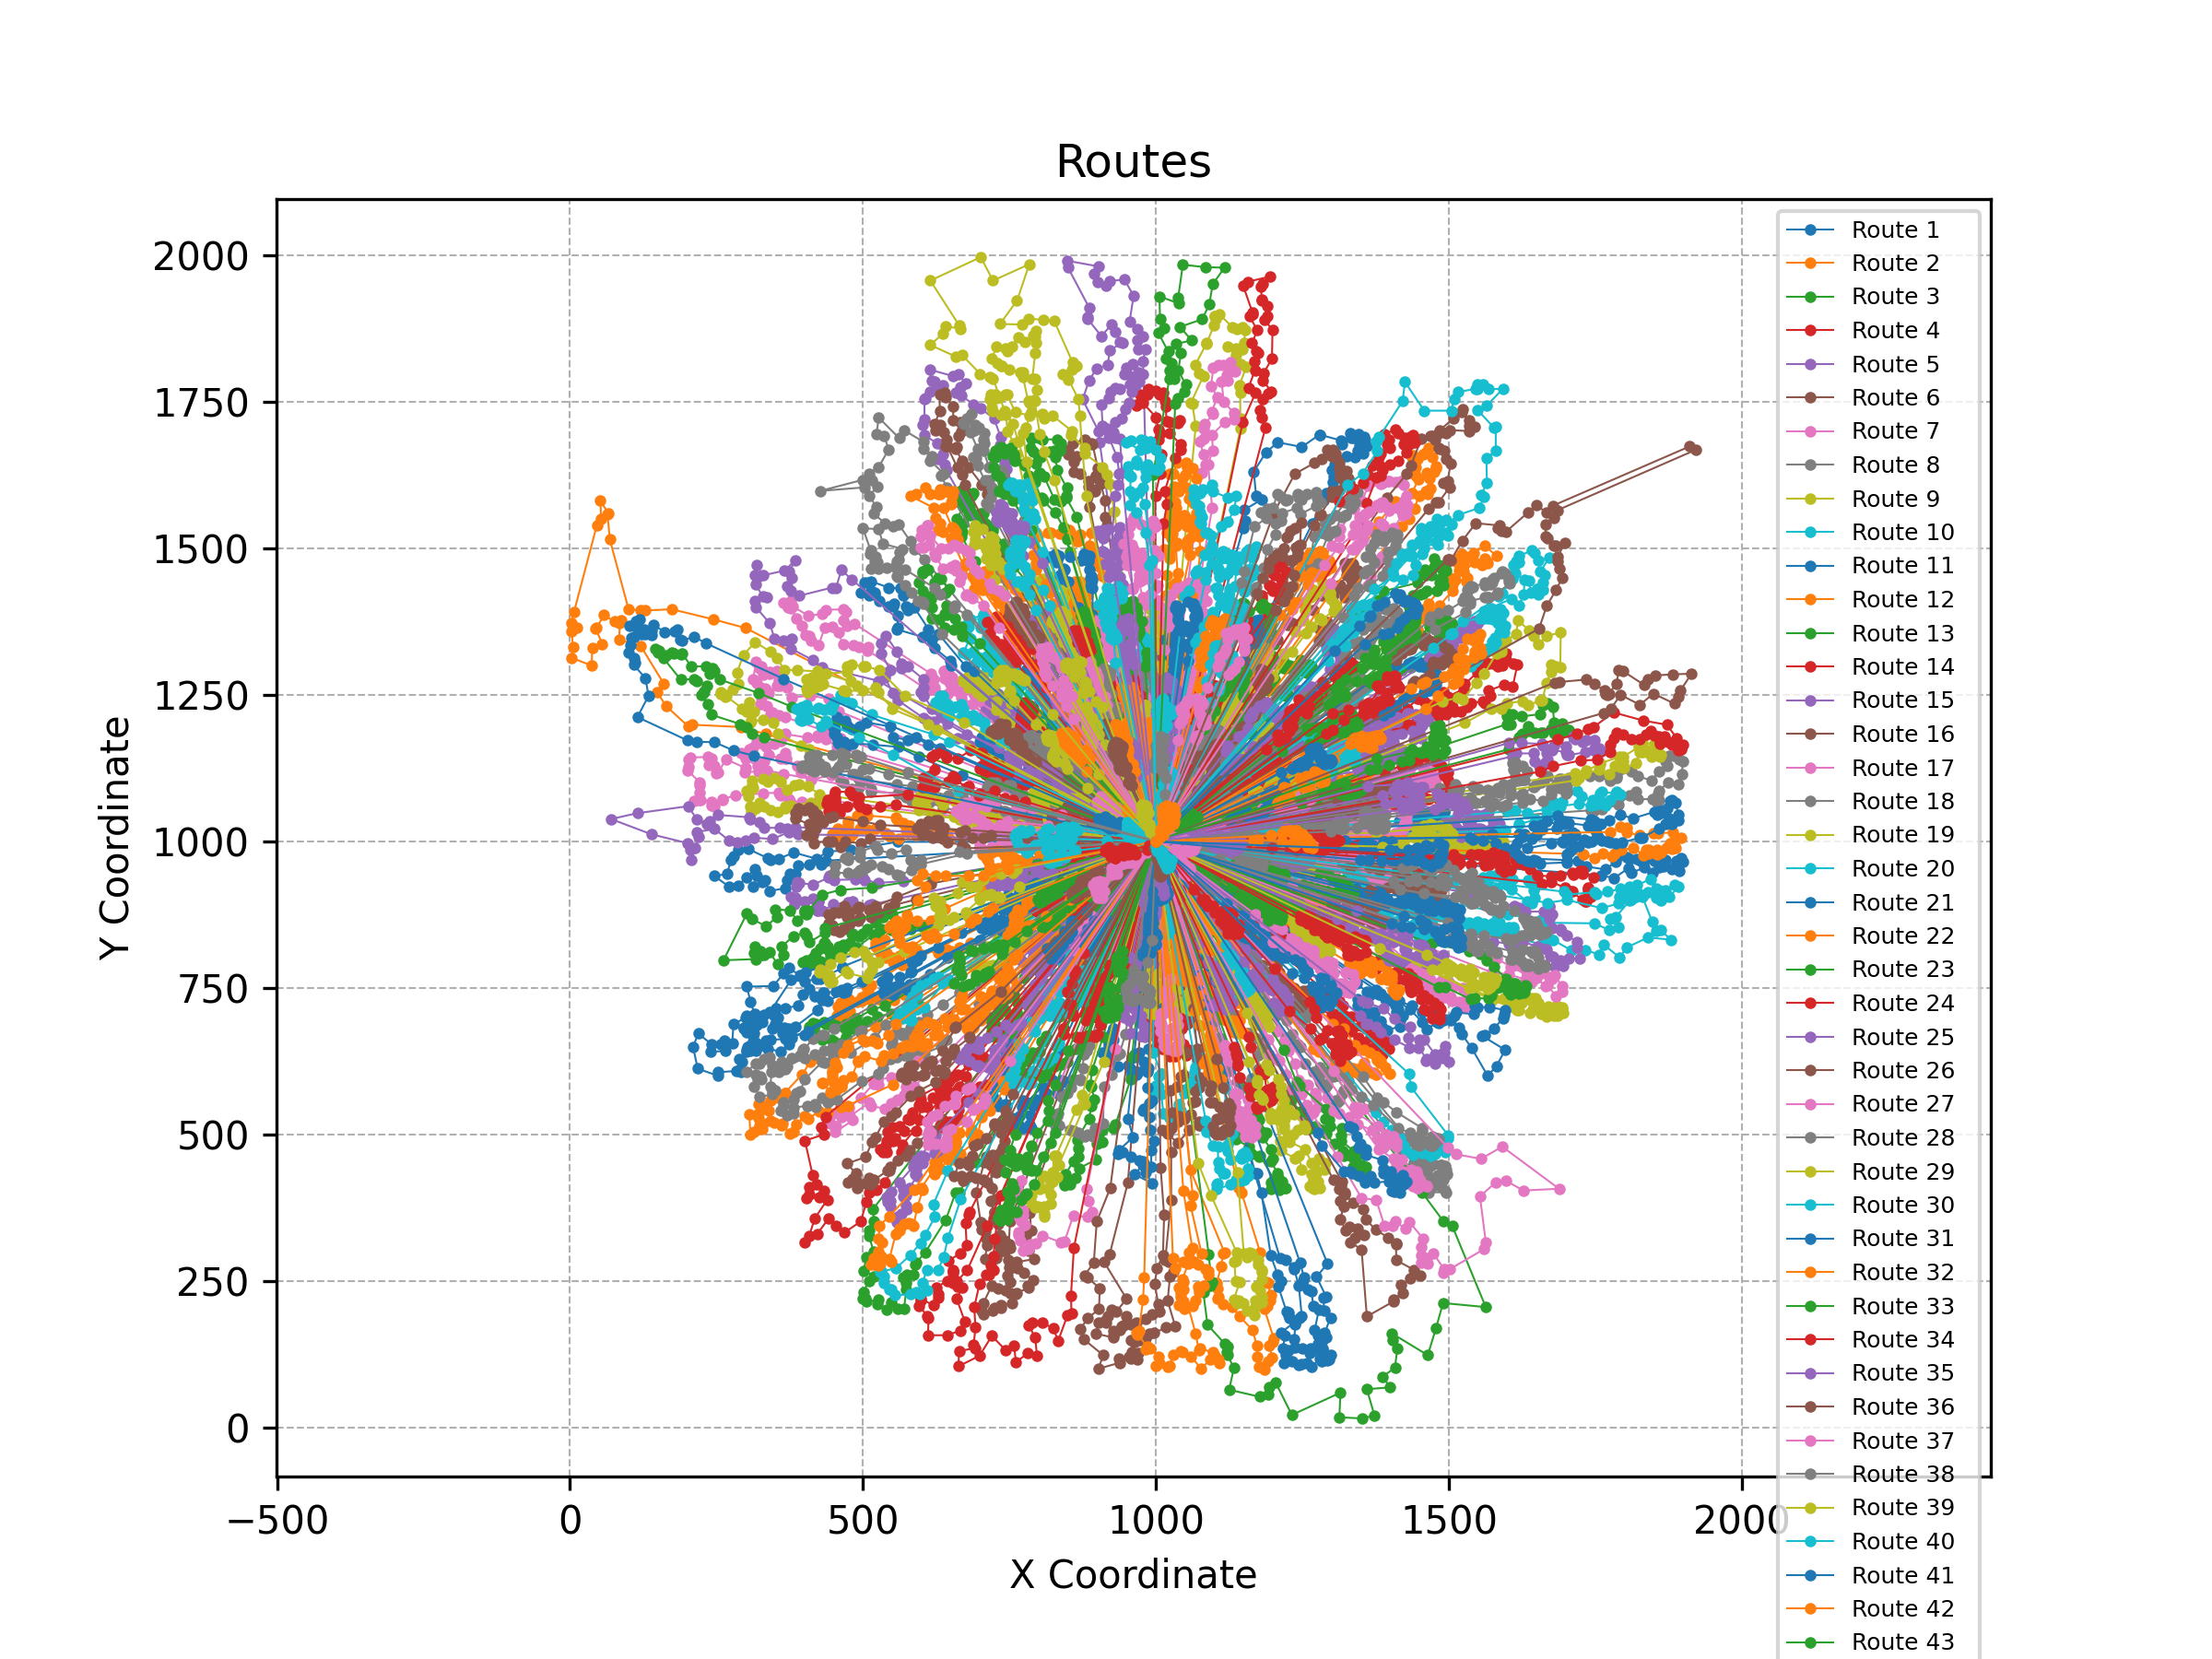 Routes
2000
1750
1500
1250
1000
750
500
250
0
Y Coordinate
−500
0
500
1000
1500
2000
X Coordinate
Route 1
Route 2
Route 3
Route 4
Route 5
Route 6
Route 7
Route 8
Route 9
Route 10
Route 11
Route 12
Route 13
Route 14
Route 15
Route 16
Route 17
Route 18
Route 19
Route 20
Route 21
Route 22
Route 23
Route 24
Route 25
Route 26
Route 27
Route 28
Route 29
Route 30
Route 31
Route 32
Route 33
Route 34
Route 35
Route 36
Route 37
Route 38
Route 39
Route 40
Route 41
Route 42
Route 43